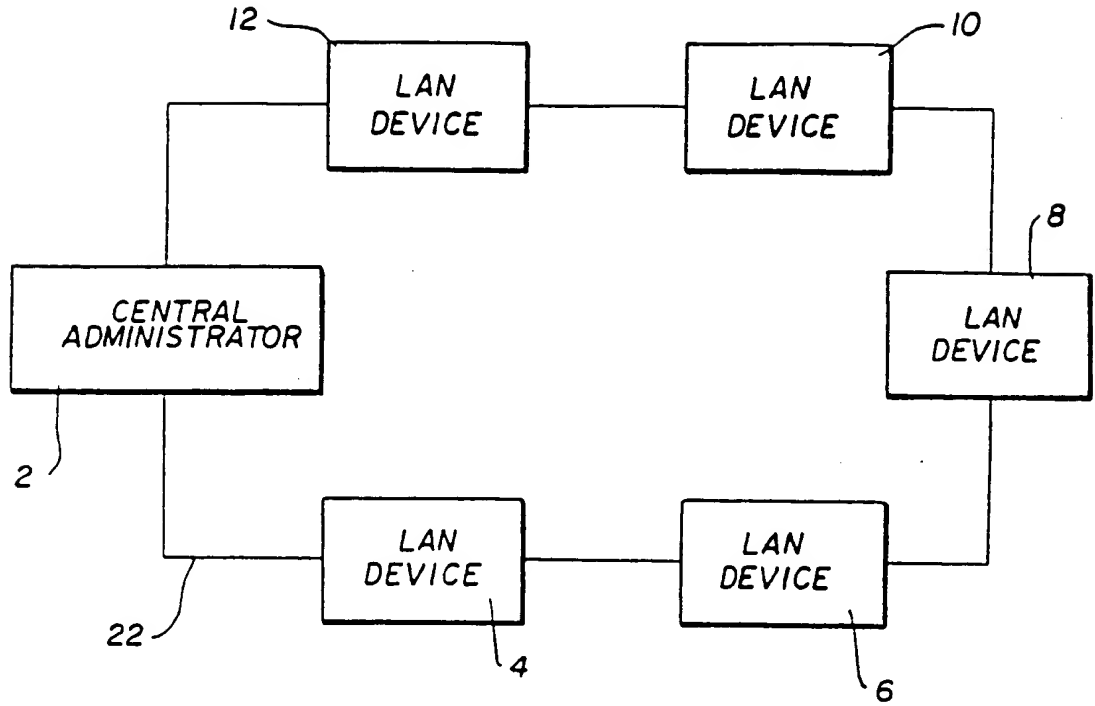 12
10
LAN
DEVICE
LAN
DEVICE
8
CENTRAL
ADMINISTRATOR
LAN
DEVICE
2
LAN
DEVICE
LAN
DEVICE
22
4
6